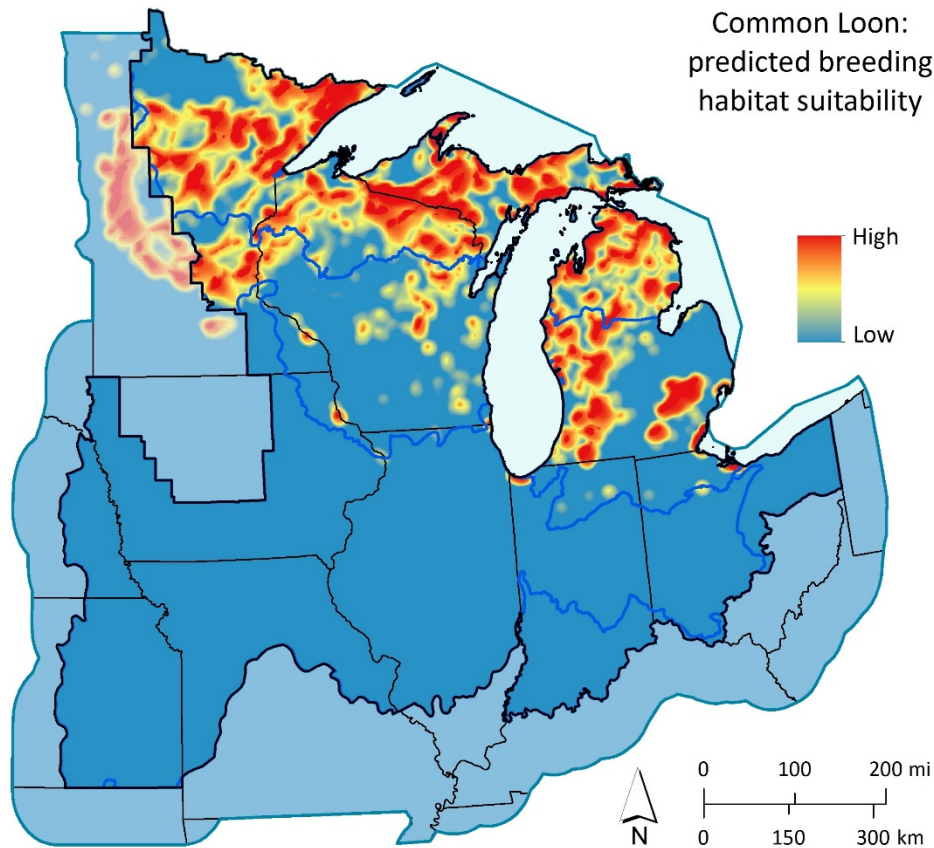 Common Loon:
predicted breeding
habitat suitability
High
Low
0 100 200 mi
0 150 300 km
N